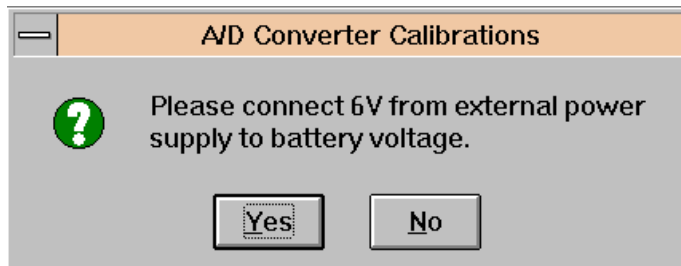 A/D Converter Calibrations
Please connect 6V from external power
supply to battery voltage.
Yes No